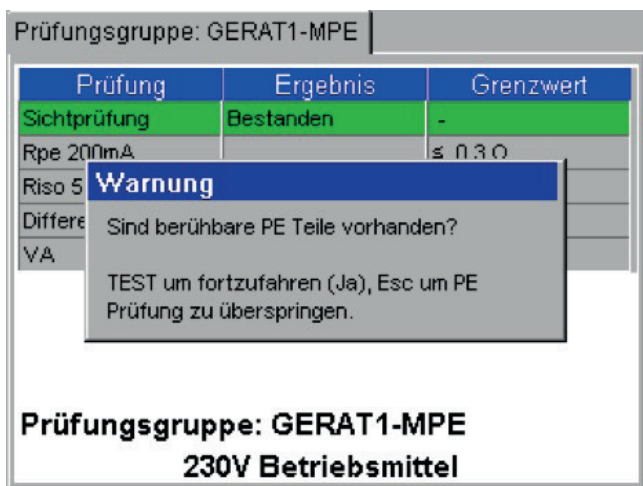 Prüfungsgruppe: GERAT1-MPE
Prüfung Ergebnis Grenzwert
Sichtprüfung Bestanden -
Rpe 200mA ≤ 0.3 Ω
Riso 5
Differe
VA
Warnung
Sind berühbare PE Teile vorhanden?
TEST um fortzufahren (Ja), Esc um PE
Prüfung zu überspringen.
Prüfungsgruppe: GERAT1-MPE
230V Betriebsmittel